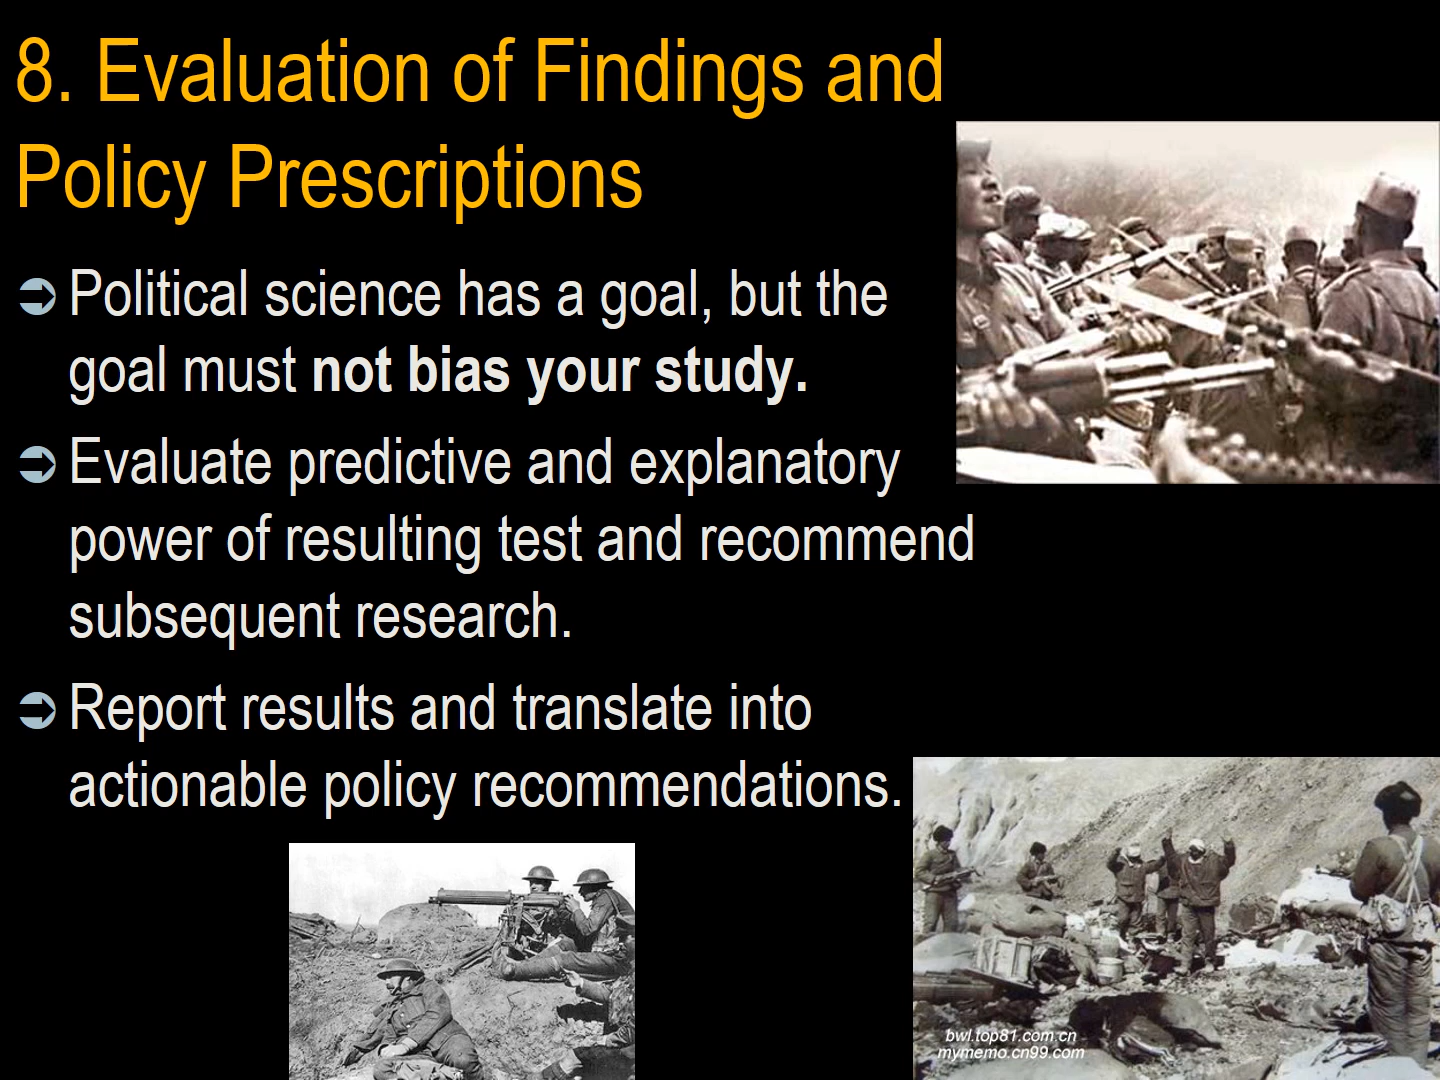 8. Evaluation of Findings and
Policy Prescriptions
Political science has a goal, but the
goal must not bias your study.
Evaluate predictive and explanatory
power of resulting test and recommend
subsequent research.
Report results and translate into
actionable policy recommendations.
bwl.top81.com.cn
mymemo.cn99.com